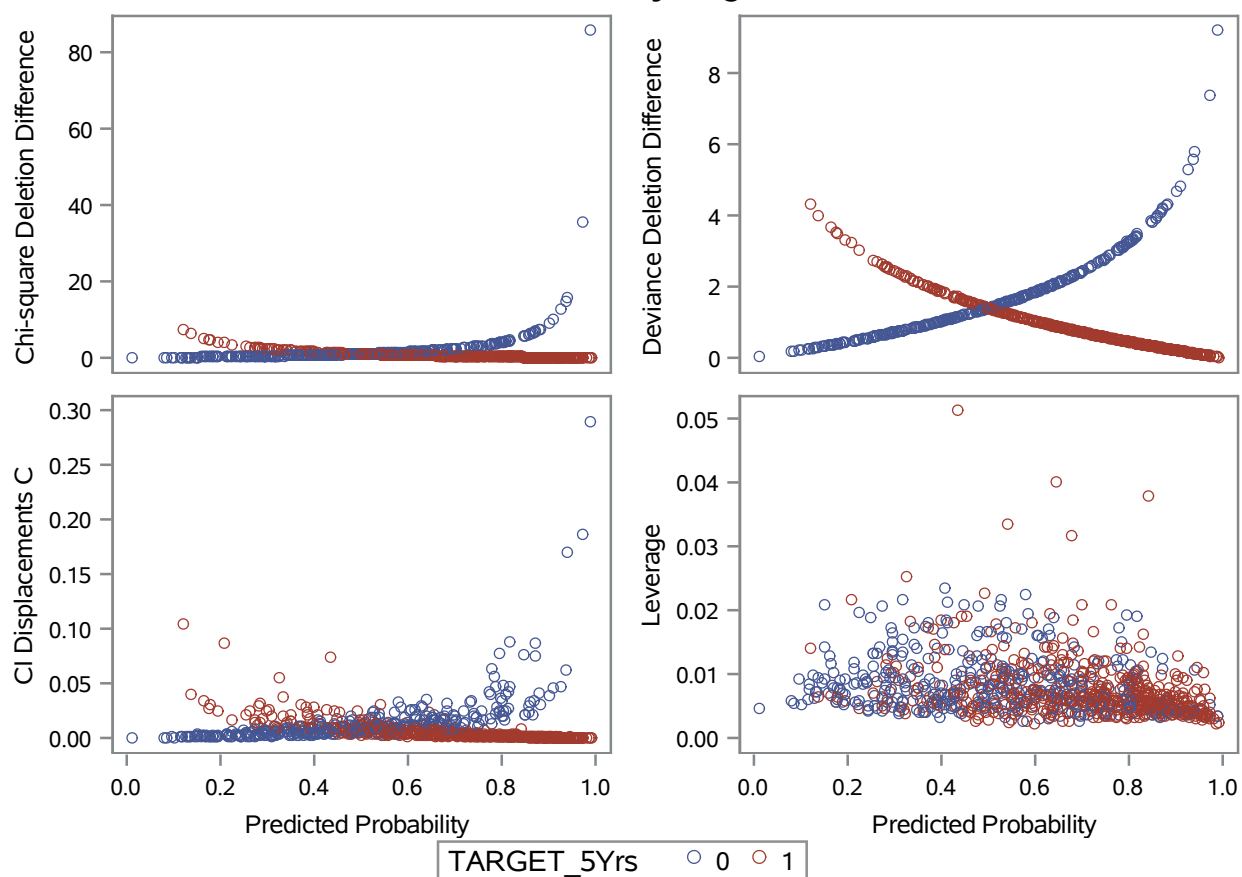 Chi-square Deletion Difference
80
60
40
20
0
Deviance Deletion Difference
8
6
4
2
0
CI Displacements C
0.30
0.25
0.20
0.15
0.10
0.05
0.00
0.0 0.2 0.4 0.6 0.8 1.0
Predicted Probability
Leverage
0.05
0.04
0.03
0.02
0.01
0.00
0.0 0.2 0.4 0.6 0.8 1.0
Predicted Probability
TARGET_5Yrs 0 1